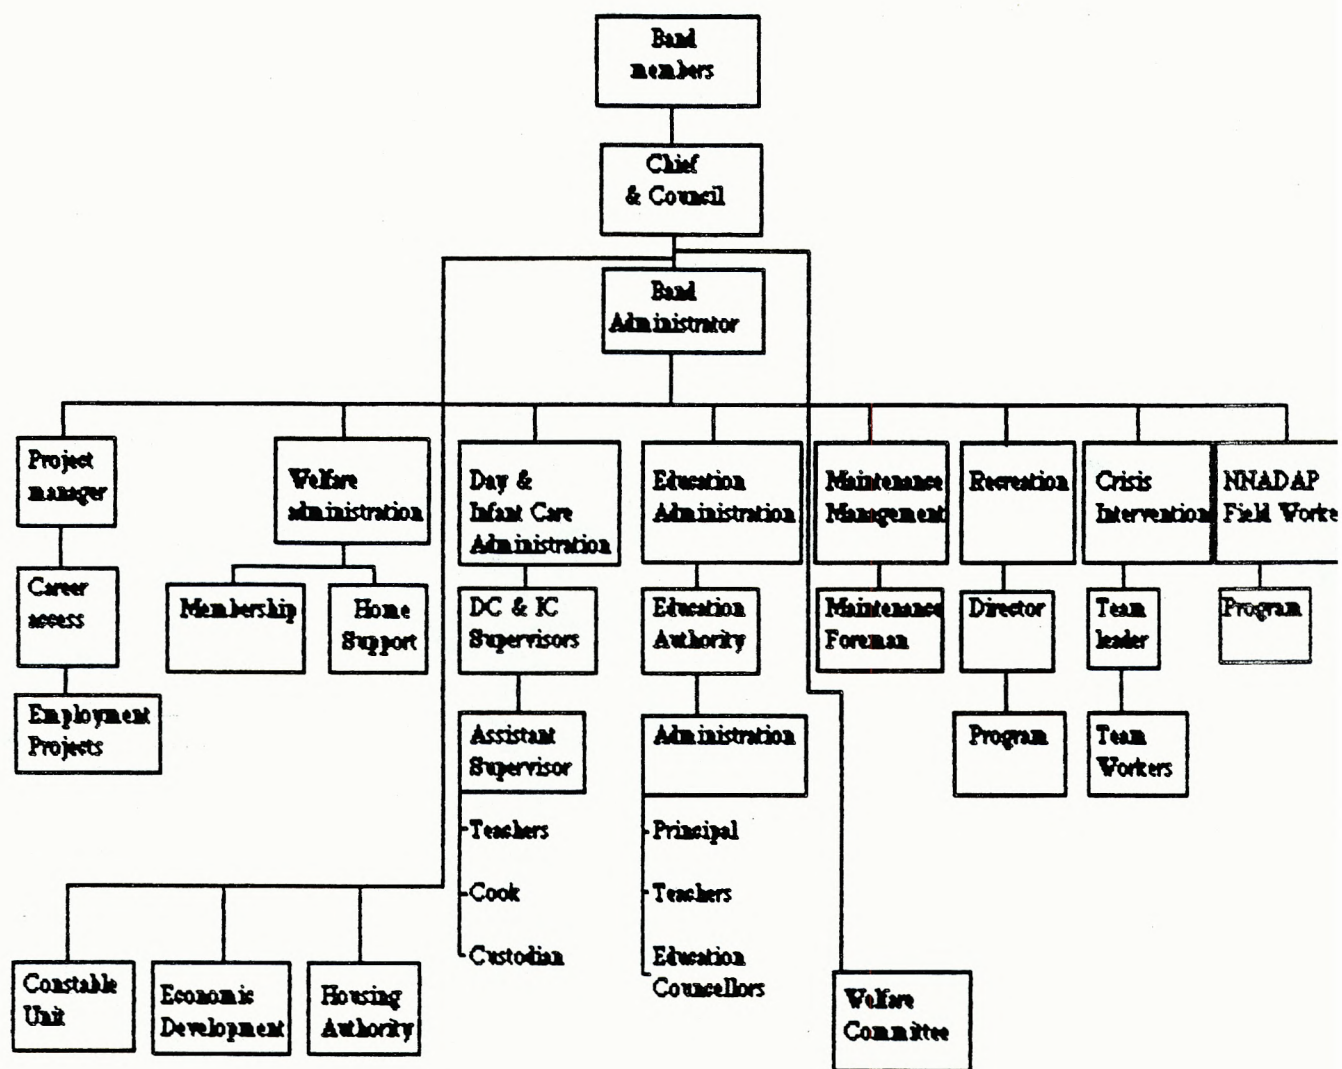 Band
members
Chief
& Council
Band
Administrator
Project
manager
Welfare
administration
Day &
Infant Care
Administration
Education
Administration
Maintenance
Management
Recreation
Crisis
Intervention
NNADAP
Field Worke
Career
access
Membership
Home
Support
DC & IC
Supervisors
Education
Authority
Maintenance
Foreman
Director
Team
leader
Program
Employment
Projects
Assistant
Supervisor
Administration
Program
Team
Workers
Teachers
Cook
Custodian
Principal
Teachers
Education
Councellors
Constable
Unit
Economic
Development
Housing
Authority
Welfare
Committee